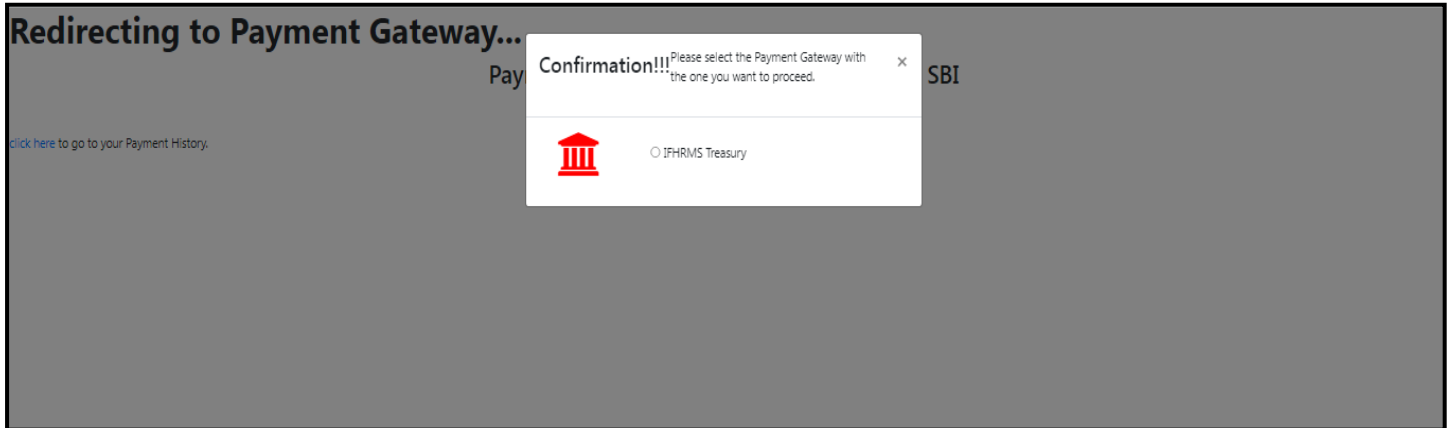 Redirecting to Payment Gateway...
Confirmation!!!
Please select the Payment Gateway with
the one you want to proceed.
×
Pay
SBI
click here to go to your Payment History.
IFHRMS Treasury